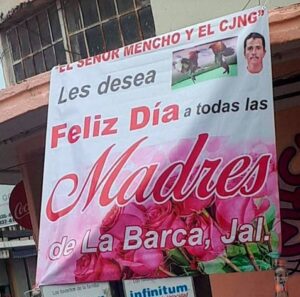 "EL SEÑOR MENCHO Y EL CJNG"
Les desea
Feliz Día a todas las
Madres
de La Barca, Jal.
infinitum